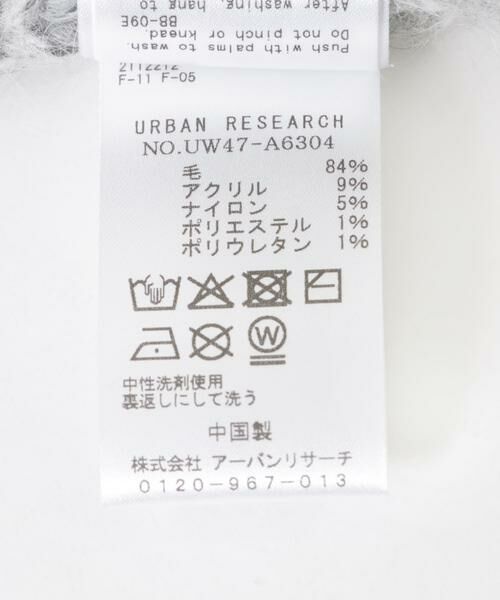 Push with palms to wash.
Do not pinch or knead.
After washing, hang to
BB-09E
2112212
F-11 F-05
URBAN RESEARCH
NO.UW47-A6304
毛 84%
アクリル 9%
ナイロン 5%
ポリエステル 1%
ポリウレタン 1%
W
中性洗剤使用
裏返しにして洗う
中国製
株式会社 アーバンリサーチ
0120-967-013